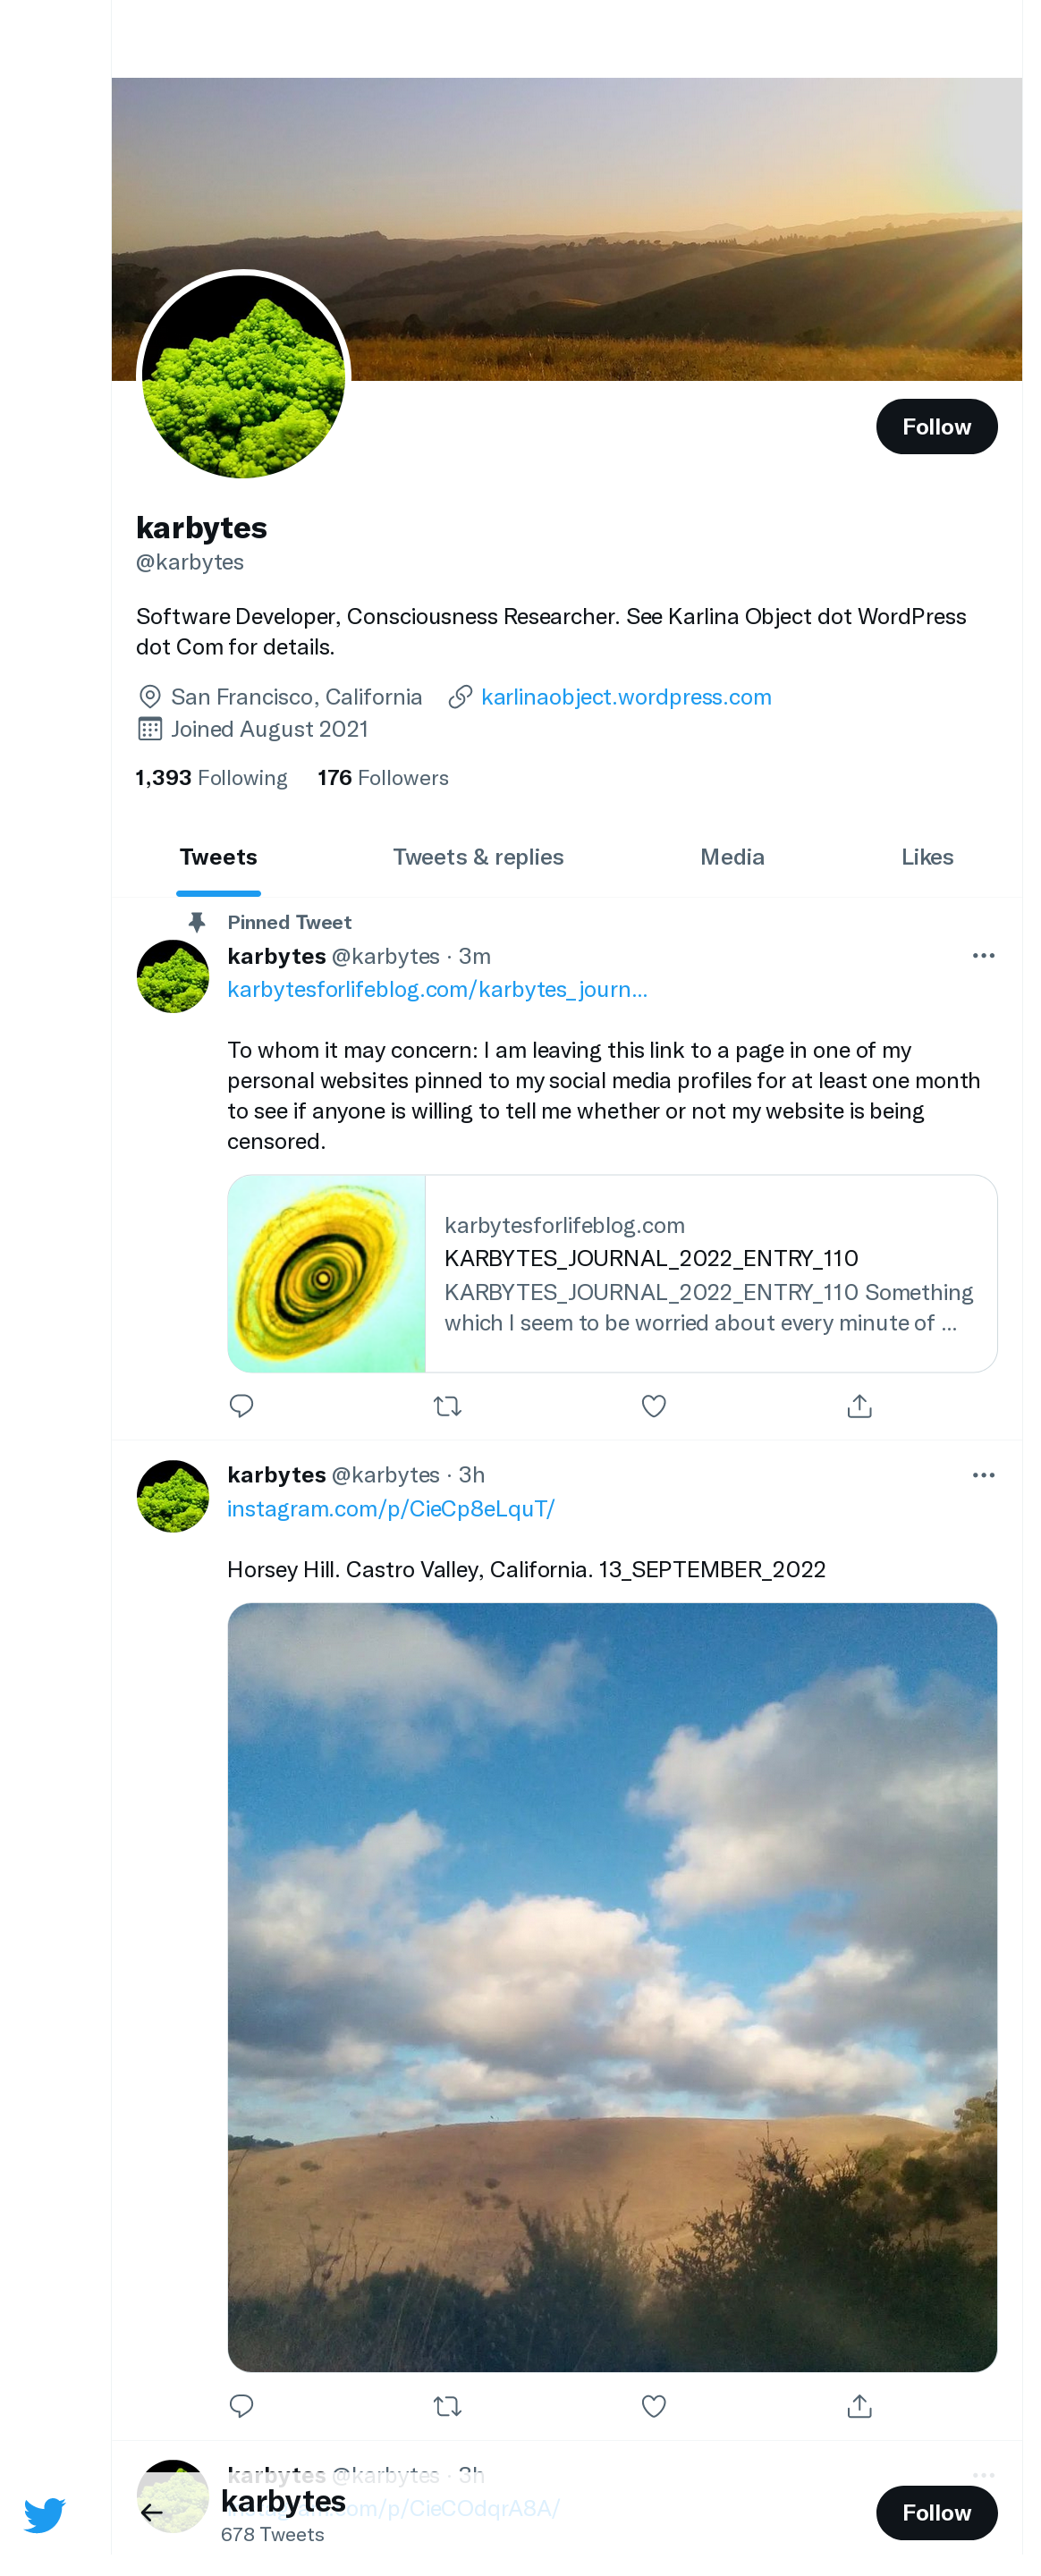 Follow
karbytes
@karbytes
Software Developer, Consciousness Researcher. See Karlina Object dot WordPress
dot Com for details.
San Francisco, California karlinaobject.wordpress.com
Joined August 2021
1,393 Following 176 Followers
Tweets Tweets & replies Media Likes
Pinned Tweet
karbytes @karbytes · 3m
karbytesforlifeblog.com/karbytes_journ...
To whom it may concern: I am leaving this link to a page in one of my
personal websites pinned to my social media profiles for at least one month
to see if anyone is willing to tell me whether or not my website is being
censored.
karbytesforlifeblog.com
KARBYTES_JOURNAL_2022_ENTRY_110
KARBYTES_JOURNAL_2022_ENTRY_110 Something
which I seem to be worried about every minute of ...
karbytes @karbytes · 3h
instagram.com/p/CieCp8eLquT/
Horsey Hill. Castro Valley, California. 13_SEPTEMBER_2022
karbytes @karbytes · 3h
com/p/CieCOdqrA8A/
karbytes
678 Tweets
Follow